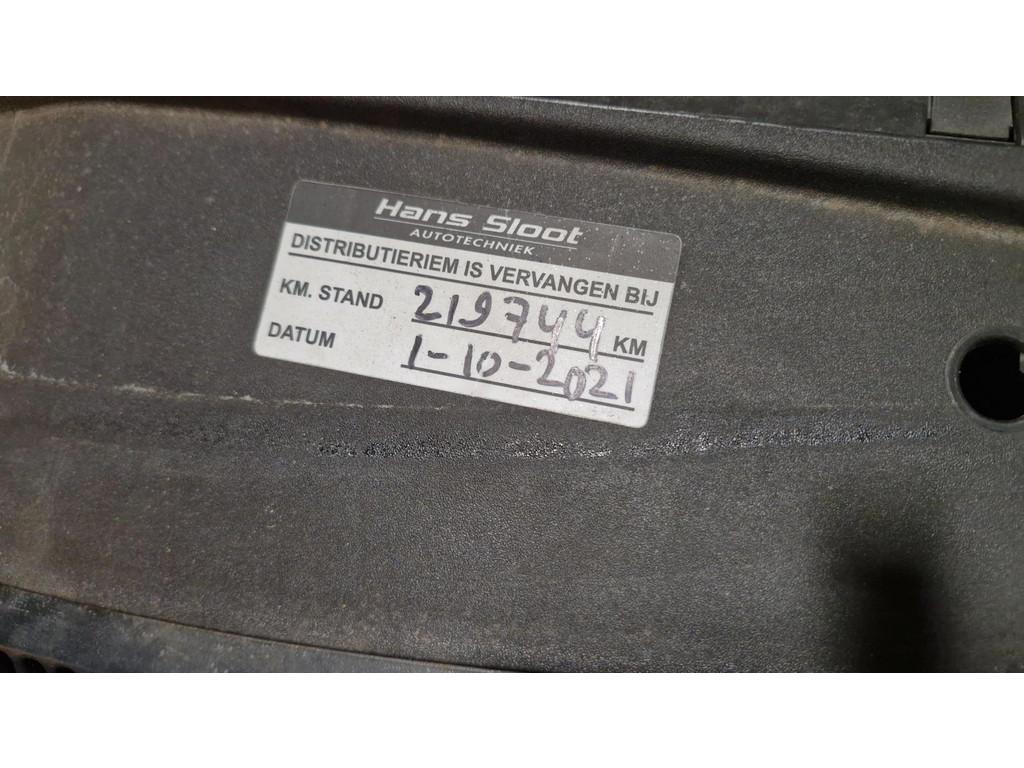 Hans Sloot
AUTOTECHNIEK
DISTRIBUTIERIEM IS VERVANGEN BIJ
KM. STAND 219744 KM
DATUM 1-10-2021